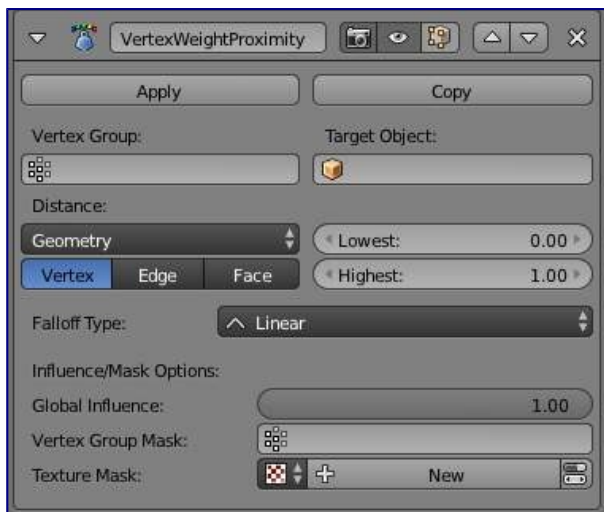 VertexWeightProximity
Apply Copy
Vertex Group: Target Object:
Distance:
Geometry Lowest: 0.00
Vertex Edge Face Highest: 1.00
Falloff Type: Linear
Influence/Mask Options:
Global Influence: 1.00
Vertex Group Mask:
Texture Mask: New